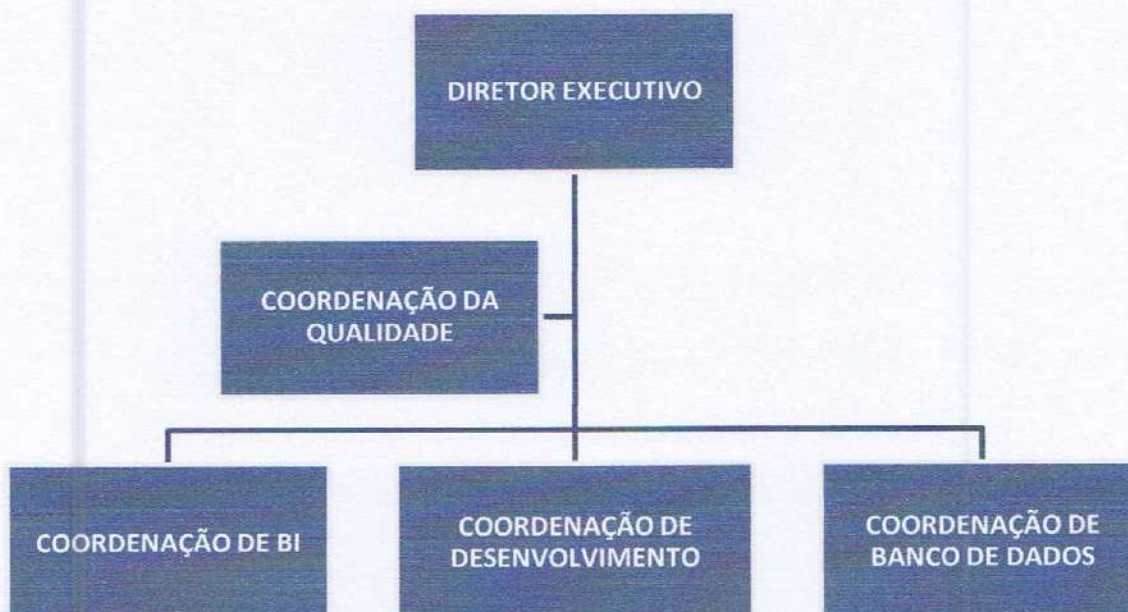 DIRETOR EXECUTIVO
COORDENAÇÃO DA
QUALIDADE
COORDENAÇÃO DE BI
COORDENAÇÃO DE
DESENVOLVIMENTO
COORDENAÇÃO DE
BANCO DE DADOS